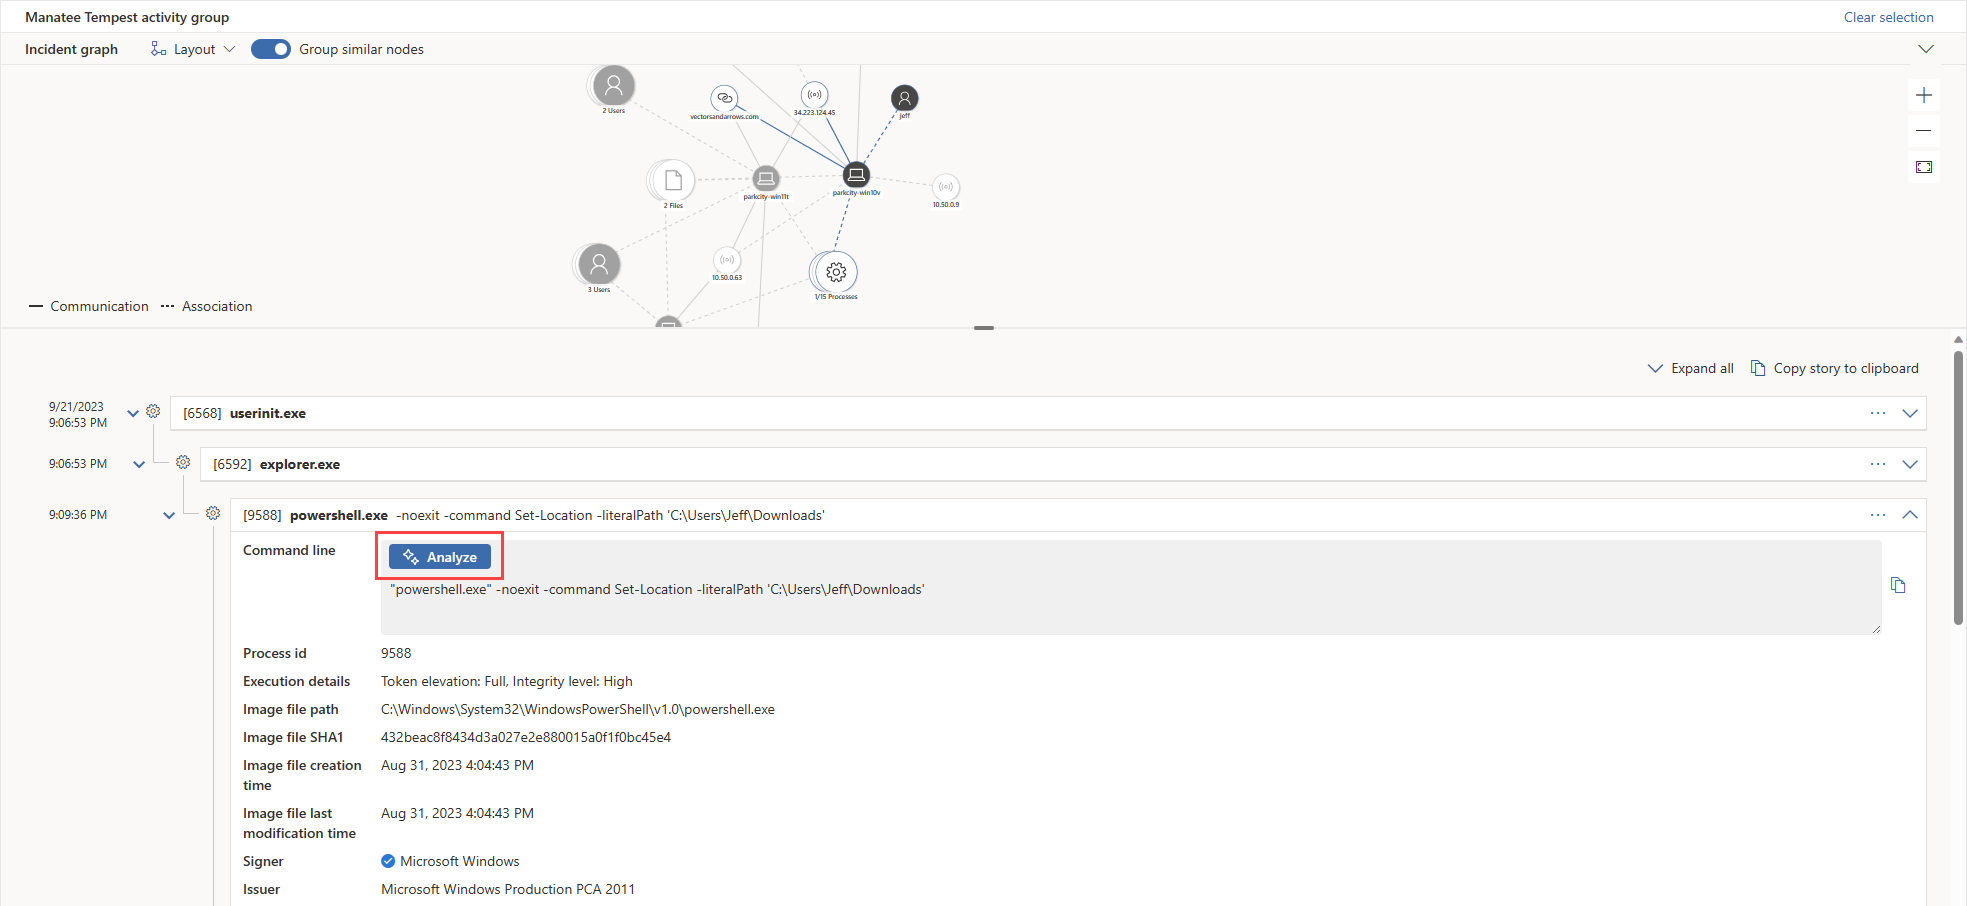 Manatee Tempest activity group
Clear selection
Incident graph
Layout
Group similar nodes
2 Users
vectorsandarrows.com
34.223.124.45
jeff
2 Files
parkcity-win11t
parkcity-win10v
10.50.0.9
3 Users
10.50.0.63
1/15 Processes
Communication
Association
Expand all
Copy story to clipboard
9/21/2023
9:06:53 PM
[6568] userinit.exe
9:06:53 PM
[6592] explorer.exe
9:09:36 PM
[9588] powershell.exe -noexit -command Set-Location -literalPath 'C:\Users\Jeff\Downloads'
Command line
Analyze
"powershell.exe" -noexit -command Set-Location -literalPath 'C:\Users\Jeff\Downloads'
Process id
9588
Execution details
Token elevation: Full, Integrity level: High
Image file path
C:\Windows\System32\WindowsPowerShell\v1.0\powershell.exe
Image file SHA1
432beac8f8434d3a027e2e880015a0f1f0bc45e4
Image file creation
time
Aug 31, 2023 4:04:43 PM
Image file last
modification time
Aug 31, 2023 4:04:43 PM
Signer
Microsoft Windows
Issuer
Microsoft Windows Production PCA 2011